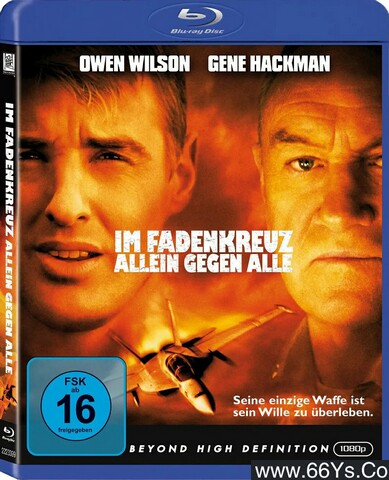 Blu-ray Disc
OWEN WILSON GENE HACKMAN
IM FADENKREUZ
ALLEIN GEGEN ALLE
IM FADENKREUZ ALLEIN GEGEN ALLE
FSK
ab
16
freigegeben
Seine einzige Waffe ist
sein Wille zu überleben.
BEYOND HIGH DEFINITION 1080p
www.66Ys.Co